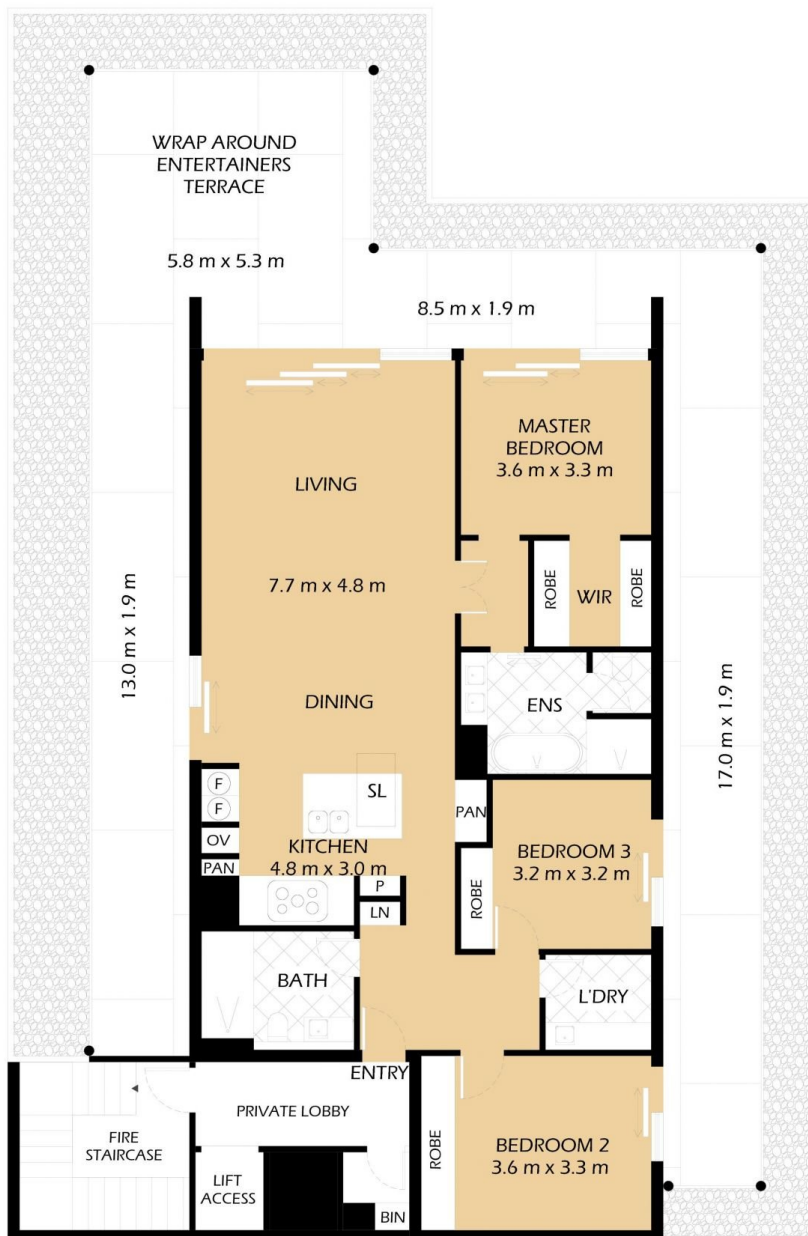 WRAP AROUND
ENTERTAINERS
TERRACE
5.8 m x 5.3 m
8.5 m x 1.9 m
MASTER
BEDROOM
3.6 m x 3.3 m
LIVING
7.7 m x 4.8 m
ROBE
WIR
ROBE
13.0 m x 1.9 m
17.0 m x 1.9 m
DINING
ENS
F
F
SL
OV
PAN
PAN
KITCHEN
4.8 m x 3.0 m
P
LN
BEDROOM 3
3.2 m x 3.2 m
ROBE
BATH
L'DRY
ENTRY
PRIVATE LOBBY
FIRE
STAIRCASE
LIFT
ACCESS
BIN
ROBE
BEDROOM 2
3.6 m x 3.3 m